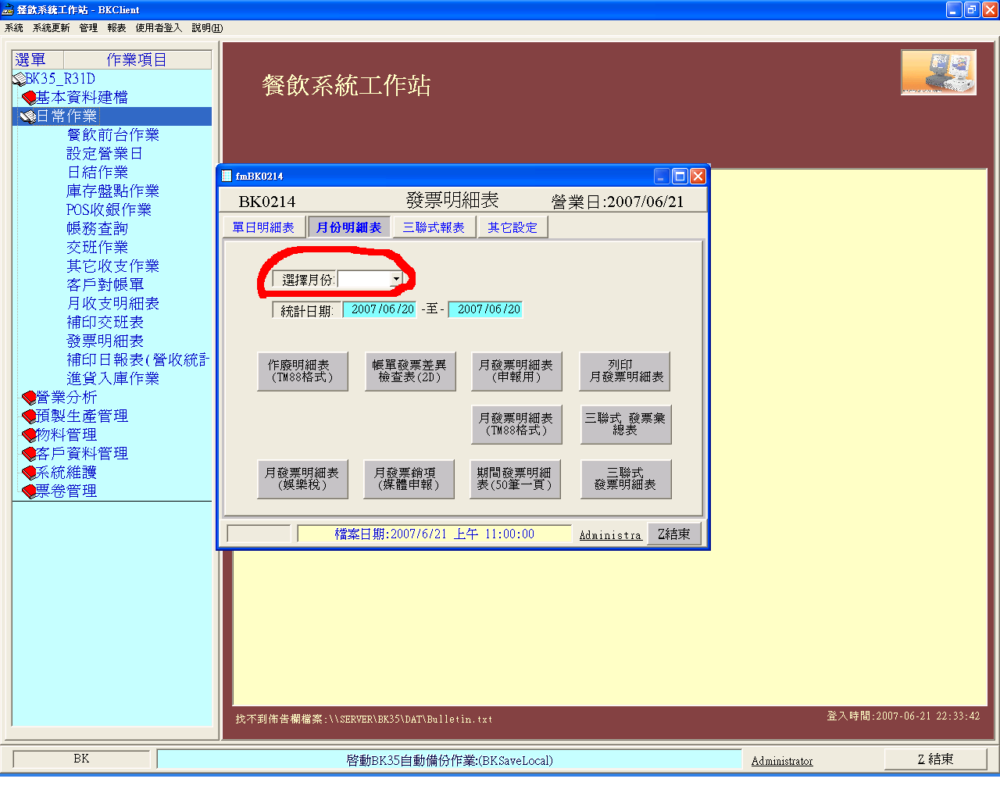 餐飲系統工作站 - BKClient
系統 系統更新 管理 報表 使用者登入 說明(H)
選單 作業項目
BK35_R31D
基本資料建檔
日常作業
餐飲前台作業
設定營業日
日結作業
庫存盤點作業
POS收銀作業
帳務查詢
交班作業
其它收支作業
客戶對帳單
月收支明細表
補印交班表
發票明細表
補印日報表(營收統計
進貨入庫作業
營業分析
預製生產管理
物料管理
客戶資料管理
系統維護
票卷管理
餐飲系統工作站
fmBK0214
BK0214 發票明細表 營業日:2007/06/21
單日明細表 月份明細表 三聯式報表 其它設定
選擇月份:
統計日期: 2007/06/20 -至- 2007/06/20
作廢明細表
(TM88格式)
帳單發票差異
檢查表(2D)
月發票明細表
(申報用)
列印
月發票明細表
月發票明細表
(TM88格式)
三聯式 發票彙
總表
月發票明細表
(娛樂稅)
月發票銷項
(媒體申報)
期間發票明細
表(50筆一頁)
三聯式
發票明細表
檔案日期:2007/6/21 上午 11:00:00
Administra
Z結束
找不到佈告欄檔案:\\SERVER\BK35\DAT\Bulletin.txt
登入時間:2007-06-21 22:33:42
BK
啓動BK35自動備份作業:(BKSaveLocal)
Administrator
Z 結束